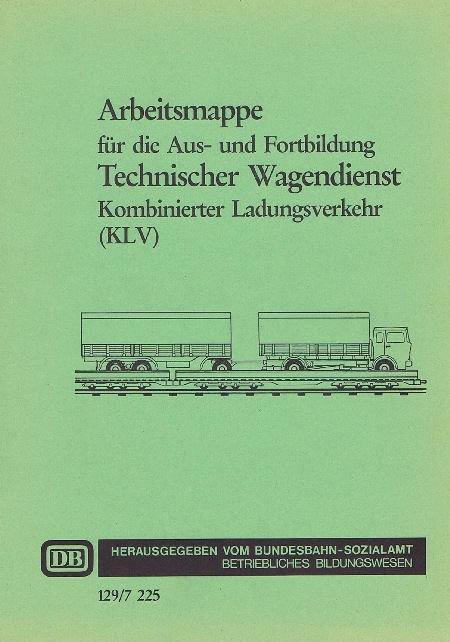 Arbeitsmappe
für die Aus- und Fortbildung
Technischer Wagendienst
Kombinierter Ladungsverkehr
(KLV)
DB
HERAUSGEGEBEN VOM BUNDESBAHN-SOZIALAMT
BETRIEBLICHES BILDUNGSWESEN
129/7 225